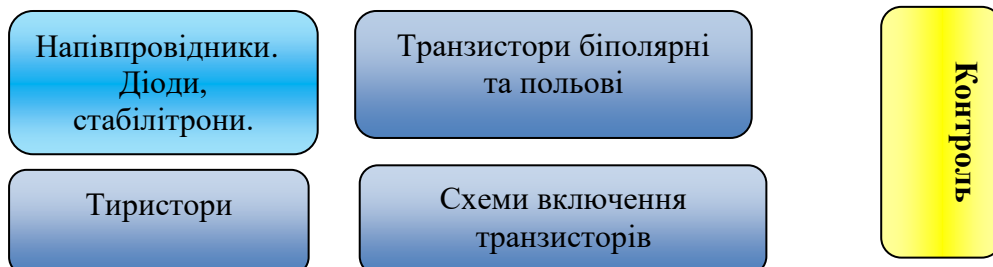 Напівпровідники.
Діоди,
стабілітрони.
Транзистори біполярні
та польові
Тиристори
Схеми включення
транзисторів
Контроль